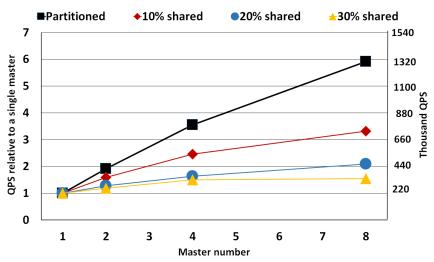 Partitioned 10% shared 20% shared 30% shared
7 1540
6 1320
5 1100
4 880
3 660
2 440
1 220
0
1 2 3 4 5 6 7 8
Master number
QPS relative to a single master
Thousand QPS